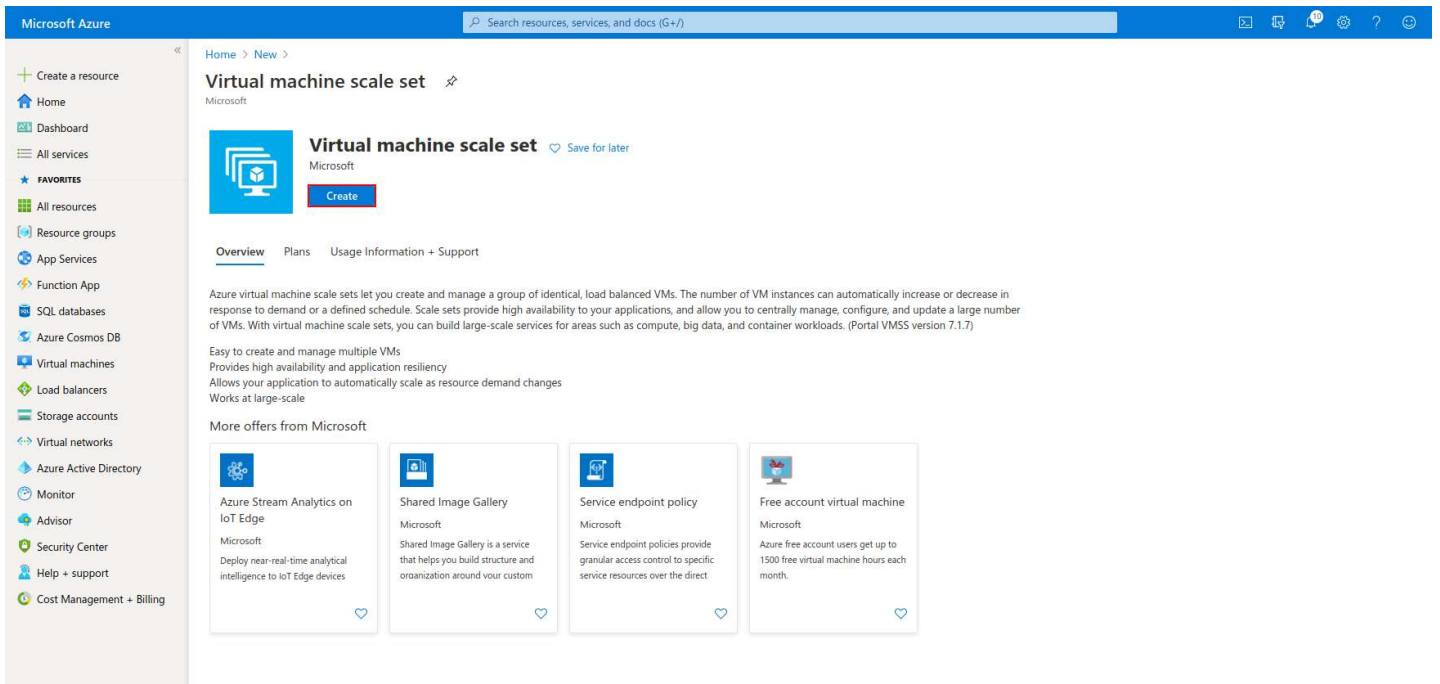 Microsoft Azure
Search resources, services, and docs (G+/)
10
«
Create a resource
Home
Dashboard
All services
FAVORITES
All resources
Resource groups
App Services
Function App
SQL databases
Azure Cosmos DB
Virtual machines
Load balancers
Storage accounts
Virtual networks
Azure Active Directory
Monitor
Advisor
Security Center
Help + support
Cost Management + Billing
Home > New >
Virtual machine scale set
Microsoft
Virtual machine scale set
Save for later
Microsoft
Create
Overview Plans Usage Information + Support
Azure virtual machine scale sets let you create and manage a group of identical, load balanced VMs. The number of VM instances can automatically increase or decrease in
response to demand or a defined schedule. Scale sets provide high availability to your applications, and allow you to centrally manage, configure, and update a large number
of VMs. With virtual machine scale sets, you can build large-scale services for areas such as compute, big data, and container workloads. (Portal VMSS version 7.1.7)
Easy to create and manage multiple VMs
Provides high availability and application resiliency
Allows your application to automatically scale as resource demand changes
Works at large-scale
More offers from Microsoft
Azure Stream Analytics on
IoT Edge
Microsoft
Deploy near-real-time analytical
intelligence to IoT Edge devices
Shared Image Gallery
Microsoft
Shared Image Gallery is a service
that helps you build structure and
organization around your custom
Service endpoint policy
Microsoft
Service endpoint policies provide
granular access control to specific
service resources over the direct
Free account virtual machine
Microsoft
Azure free account users get up to
1500 free virtual machine hours each
month.